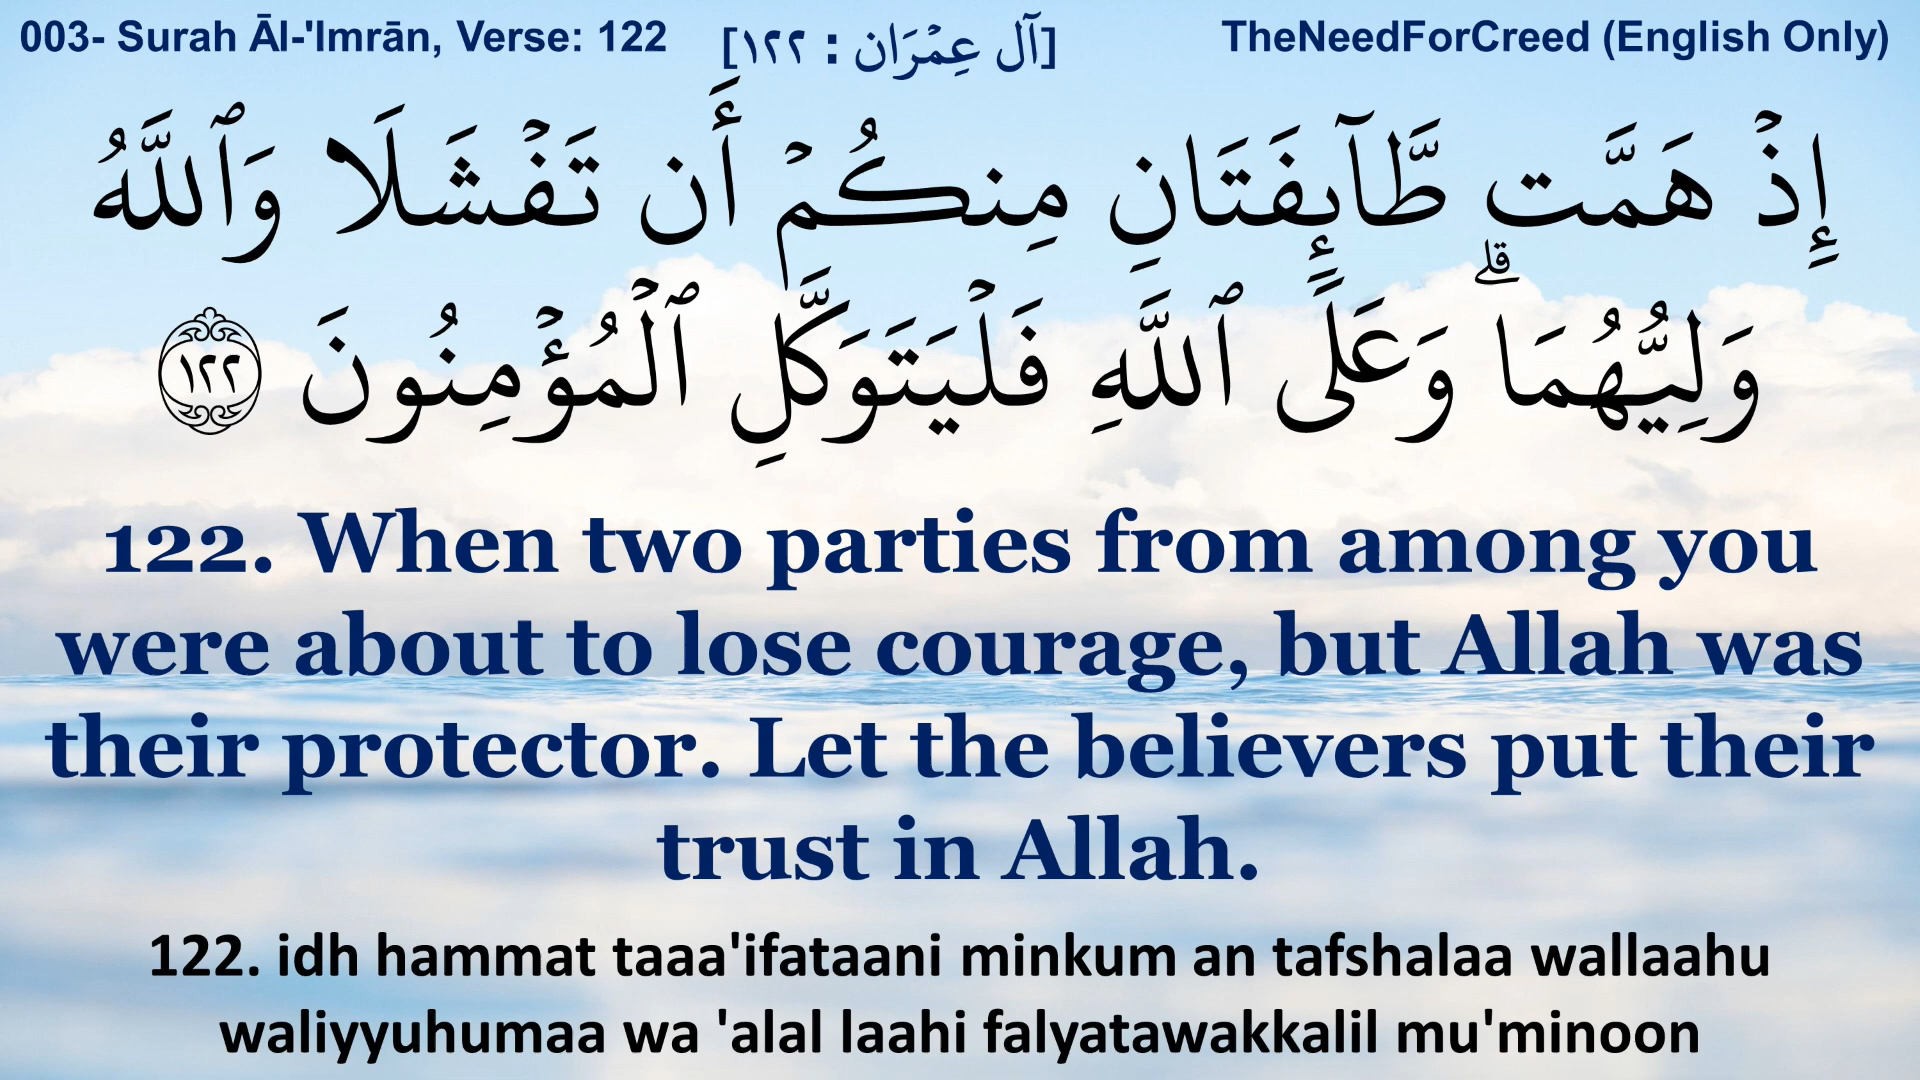 003- Surah Āl-'Imrān, Verse: 122 [آل عِمْرَان : ١٢٢] TheNeedForCreed (English Only)
إِذْ هَمَّت طَّآئِفَتَانِ مِنكُمْ أَن تَفْشَلَا وَٱللَّهُ
وَلِيُّهُمَا ۗ وَعَلَى ٱللَّهِ فَلْيَتَوَكَّلِ ٱلْمُؤْمِنُونَ ١٢٢
122. When two parties from among you
were about to lose courage, but Allah was
their protector. Let the believers put their
trust in Allah.
122. idh hammat taaa'ifataani minkum an tafshalaa wallaahu
waliyyuhumaa wa 'alal laahi falyatawakkalil mu'minoon